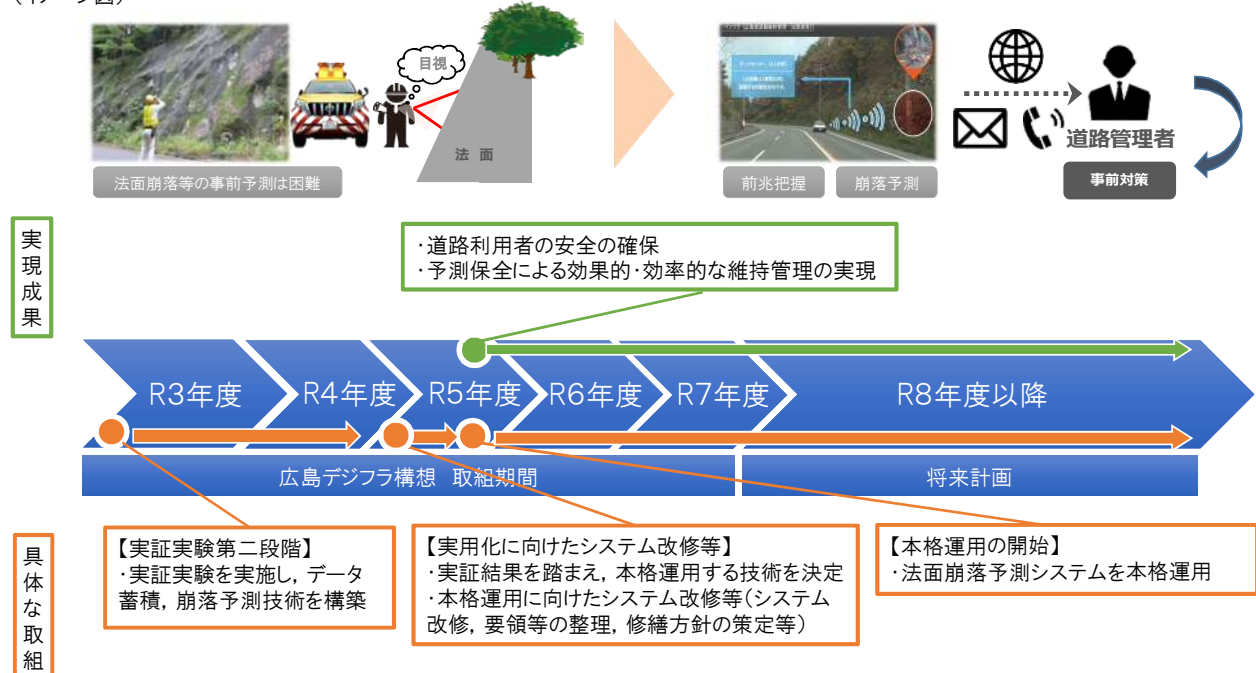 目視
法 面
法面崩落等の事前予測は困難
前兆把握
崩落予測
道路管理者
事前対策
実現成果
・道路利用者の安全の確保
・予測保全による効果的・効率的な維持管理の実現
R3年度
R4年度
R5年度
R6年度
R7年度
R8年度以降
広島デジフラ構想 取組期間
将来計画
具体な取組
【実証実験第二段階】
・実証実験を実施し，データ
蓄積，崩落予測技術を構築
【実用化に向けたシステム改修等】
・実証結果を踏まえ，本格運用する技術を決定
・本格運用に向けたシステム改修等（システム
改修，要領等の整理，修繕方針の策定等）
【本格運用の開始】
・法面崩落予測システムを本格運用